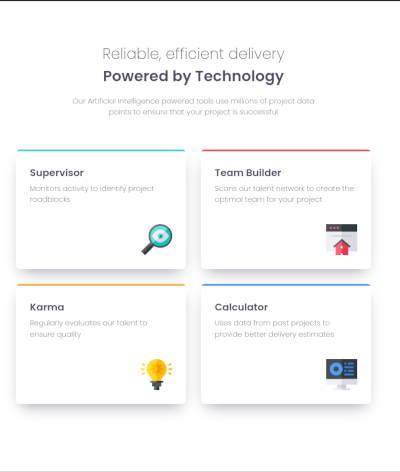 Reliable, efficient delivery
Powered by Technology
Our Artificial Intelligence powered tools use millions of project data
points to ensure that your project is successful
Supervisor
Monitors activity to identify project
roadblocks
Team Builder
Scans our talent network to create the
optimal team for your project
Karma
Regularly evaluates our talent to
ensure quality
Calculator
Uses data from past projects to
provide better delivery estimates